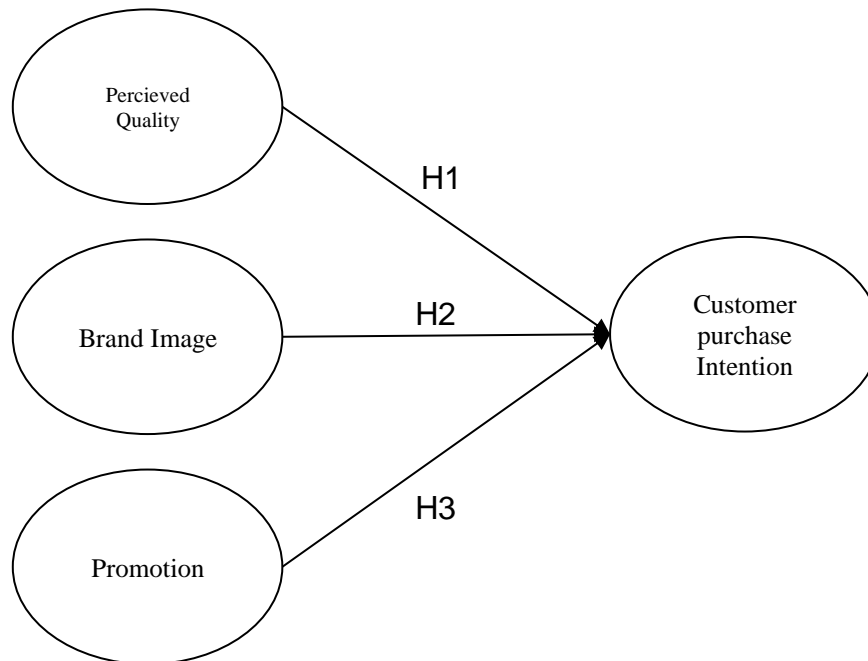 Percieved
Quality
H1
Brand Image
H2
Customer
purchase
Intention
H3
Promotion